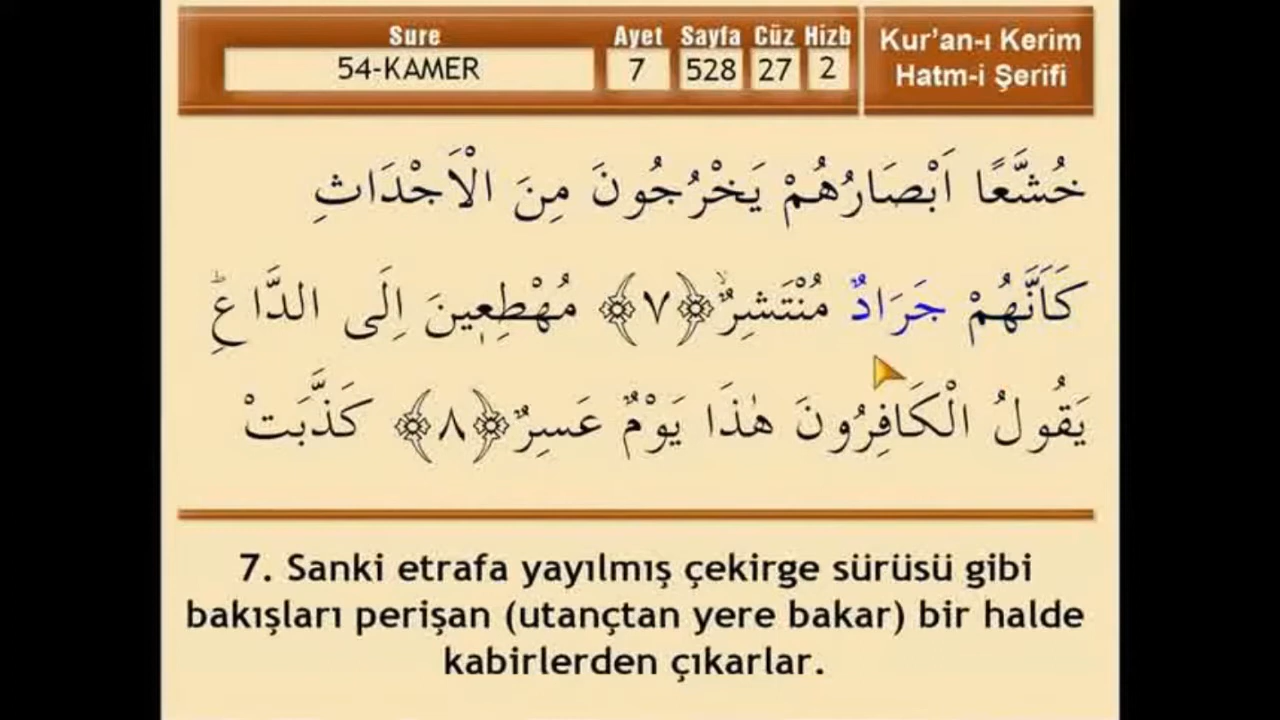 Sure Ayet Sayfa Cüz Hizb
54-KAMER 7 528 27 2
Kur'an-ı Kerim
Hatm-i Şerifi
خُشَّعًا اَبْصَارُهُمْ يَخْرُجُونَ مِنَ الْاَجْدَاثِ
كَاَنَّهُمْ جَرَادٌ مُنْتَشِرٌۙ ﴿٧﴾ مُهْطِع۪ينَ اِلَى الدَّاعِۜ
يَقُولُ الْكَافِرُونَ هٰذَا يَوْمٌ عَسِرٌ ﴿٨﴾ كَذَّبَتْ
7. Sanki etrafa yayılmış çekirge sürüsü gibi
bakışları perişan (utançtan yere bakar) bir halde
kabirlerden çıkarlar.